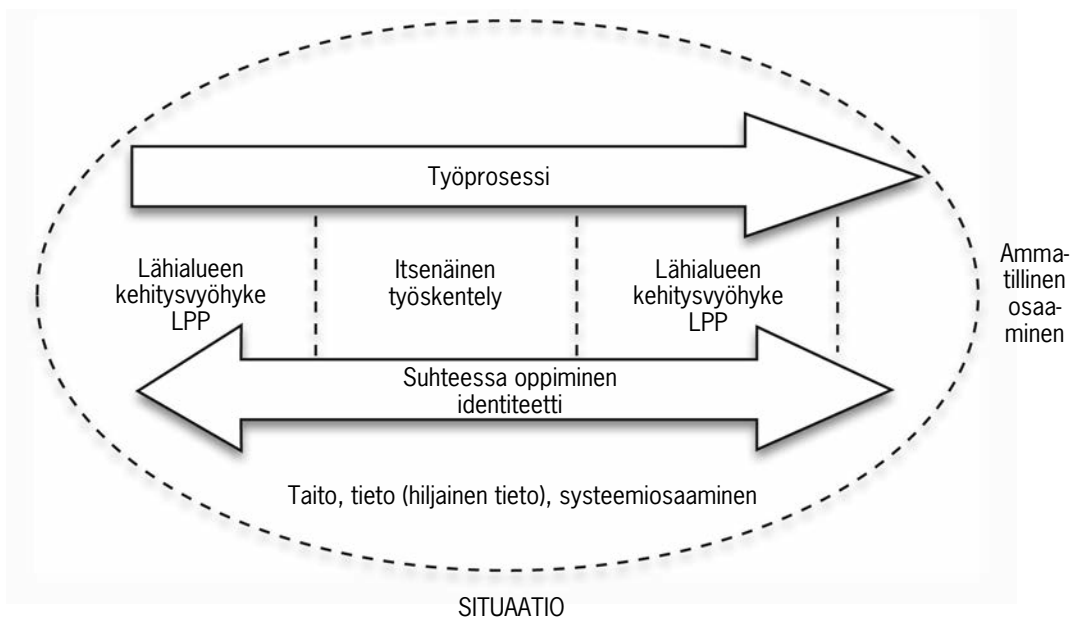 Työprosessi
Lähialueen
kehitysvyöhyke
LPP
Itsenäinen
työskentely
Lähialueen
kehitysvyöhyke
LPP
Amma-
tillinen
osaa-
minen
Suhteessa oppiminen
identiteetti
Taito, tieto (hiljainen tieto), systeemiosaaminen
SITUAATIO